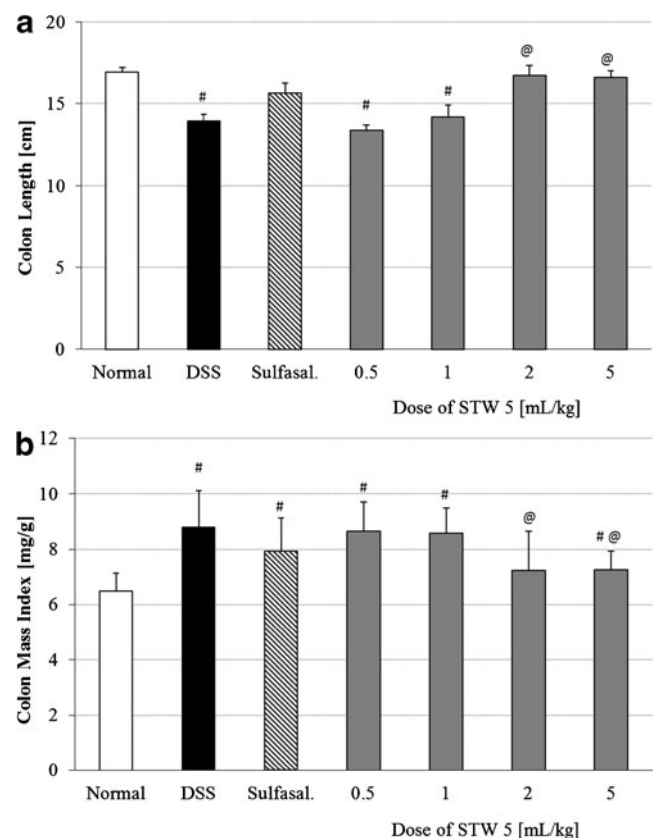 a
20
@
@
#
15
#
#
10
5
0
Colon Length [cm]
Normal DSS Sulfasal. 0.5 1 2 5
Dose of STW 5 [mL/kg]
b
12
#
#
#
#
10
@
# @
8
6
4
2
0
Colon Mass Index [mg/g]
Normal DSS Sulfasal. 0.5 1 2 5
Dose of STW 5 [mL/kg]